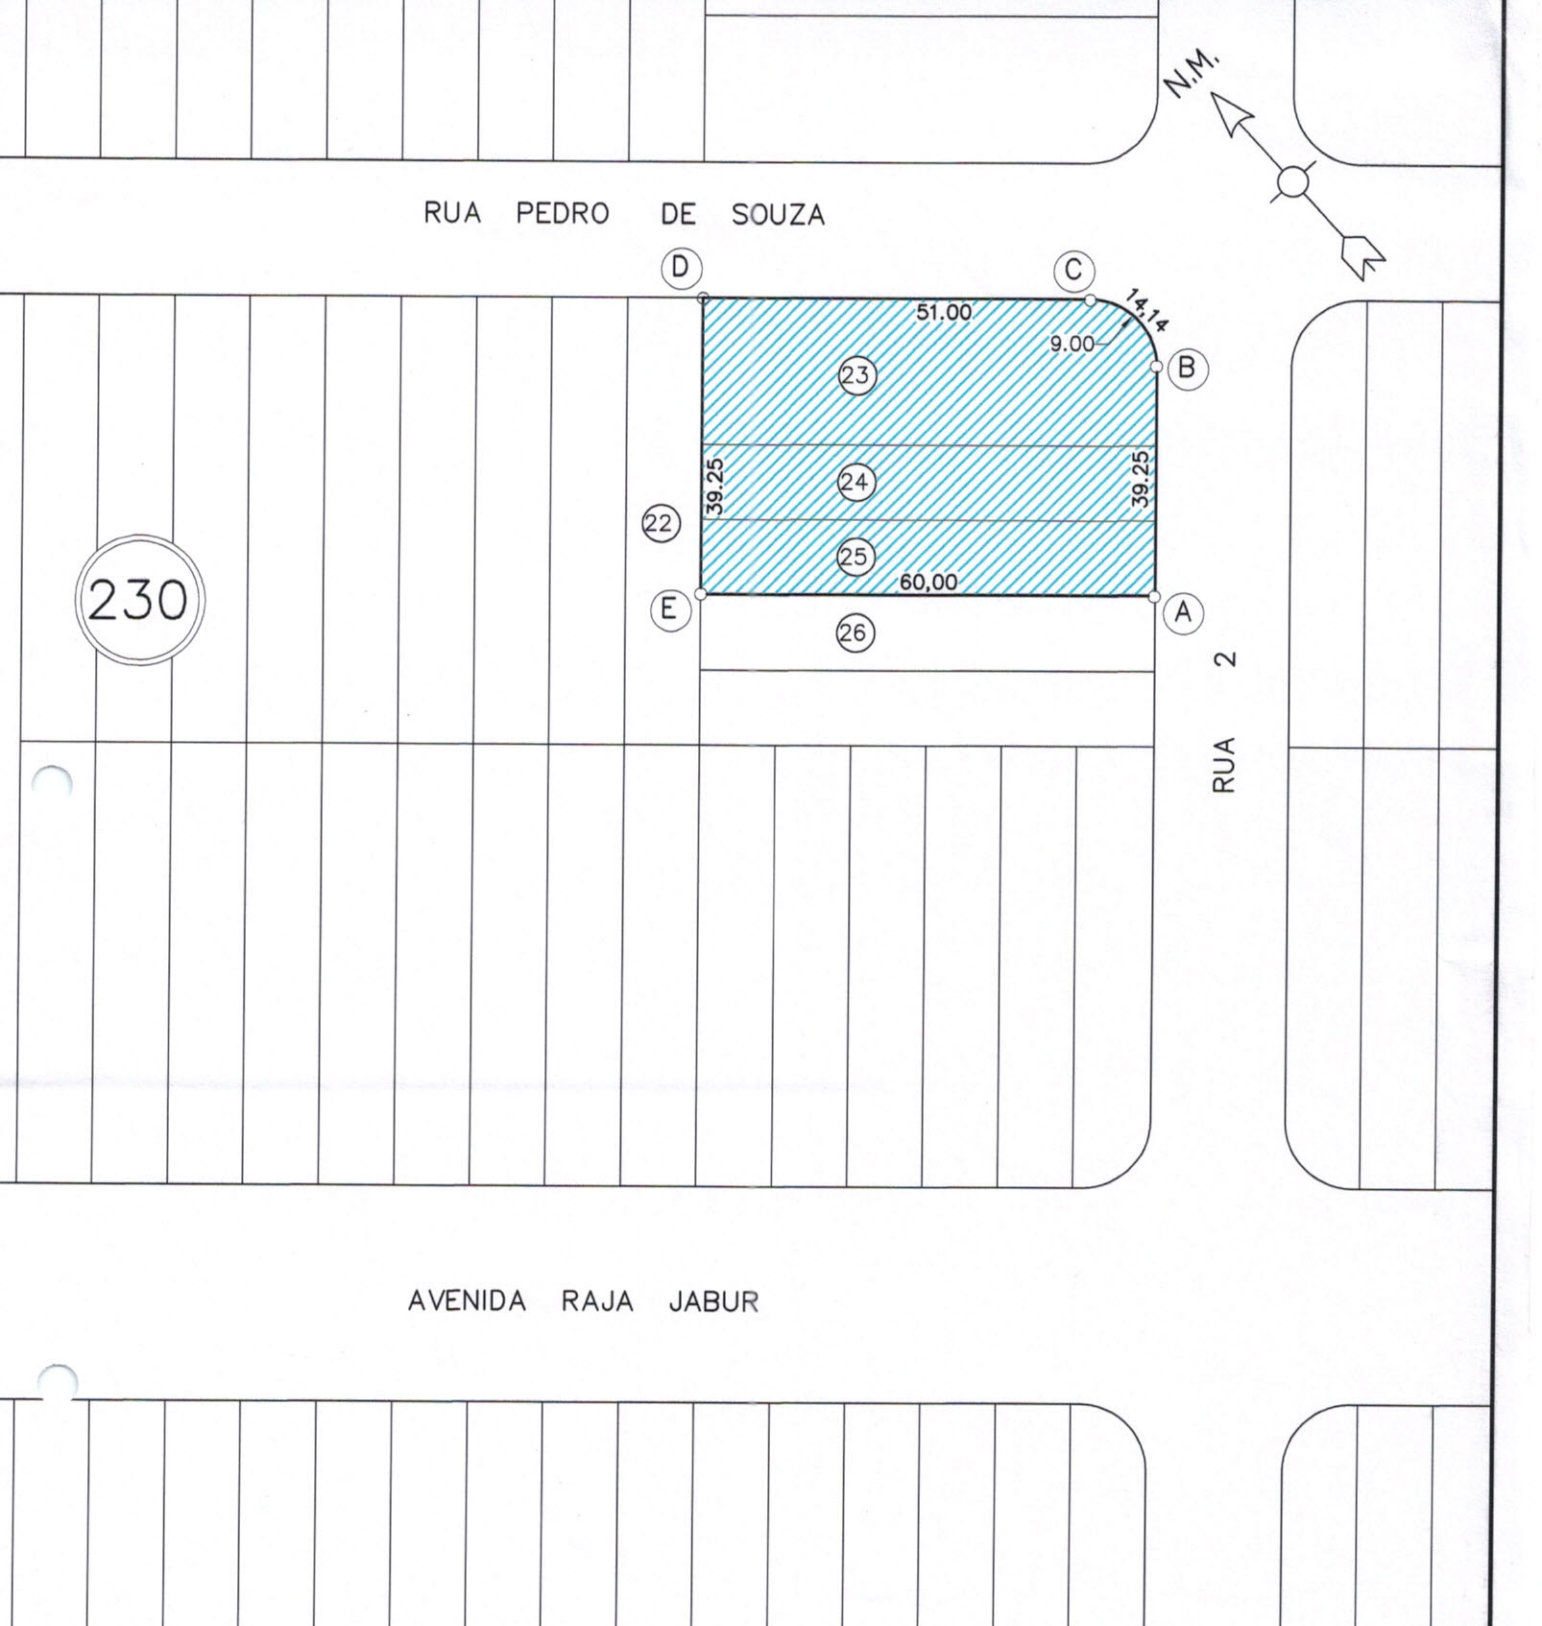 N.M.
RUA PEDRO DE SOUZA
D
C
14,14
51.00
9.00
B
23
39.25
39.25
24
22
25
60,00
230
E
A
26
RUA 2
AVENIDA RAJA JABUR